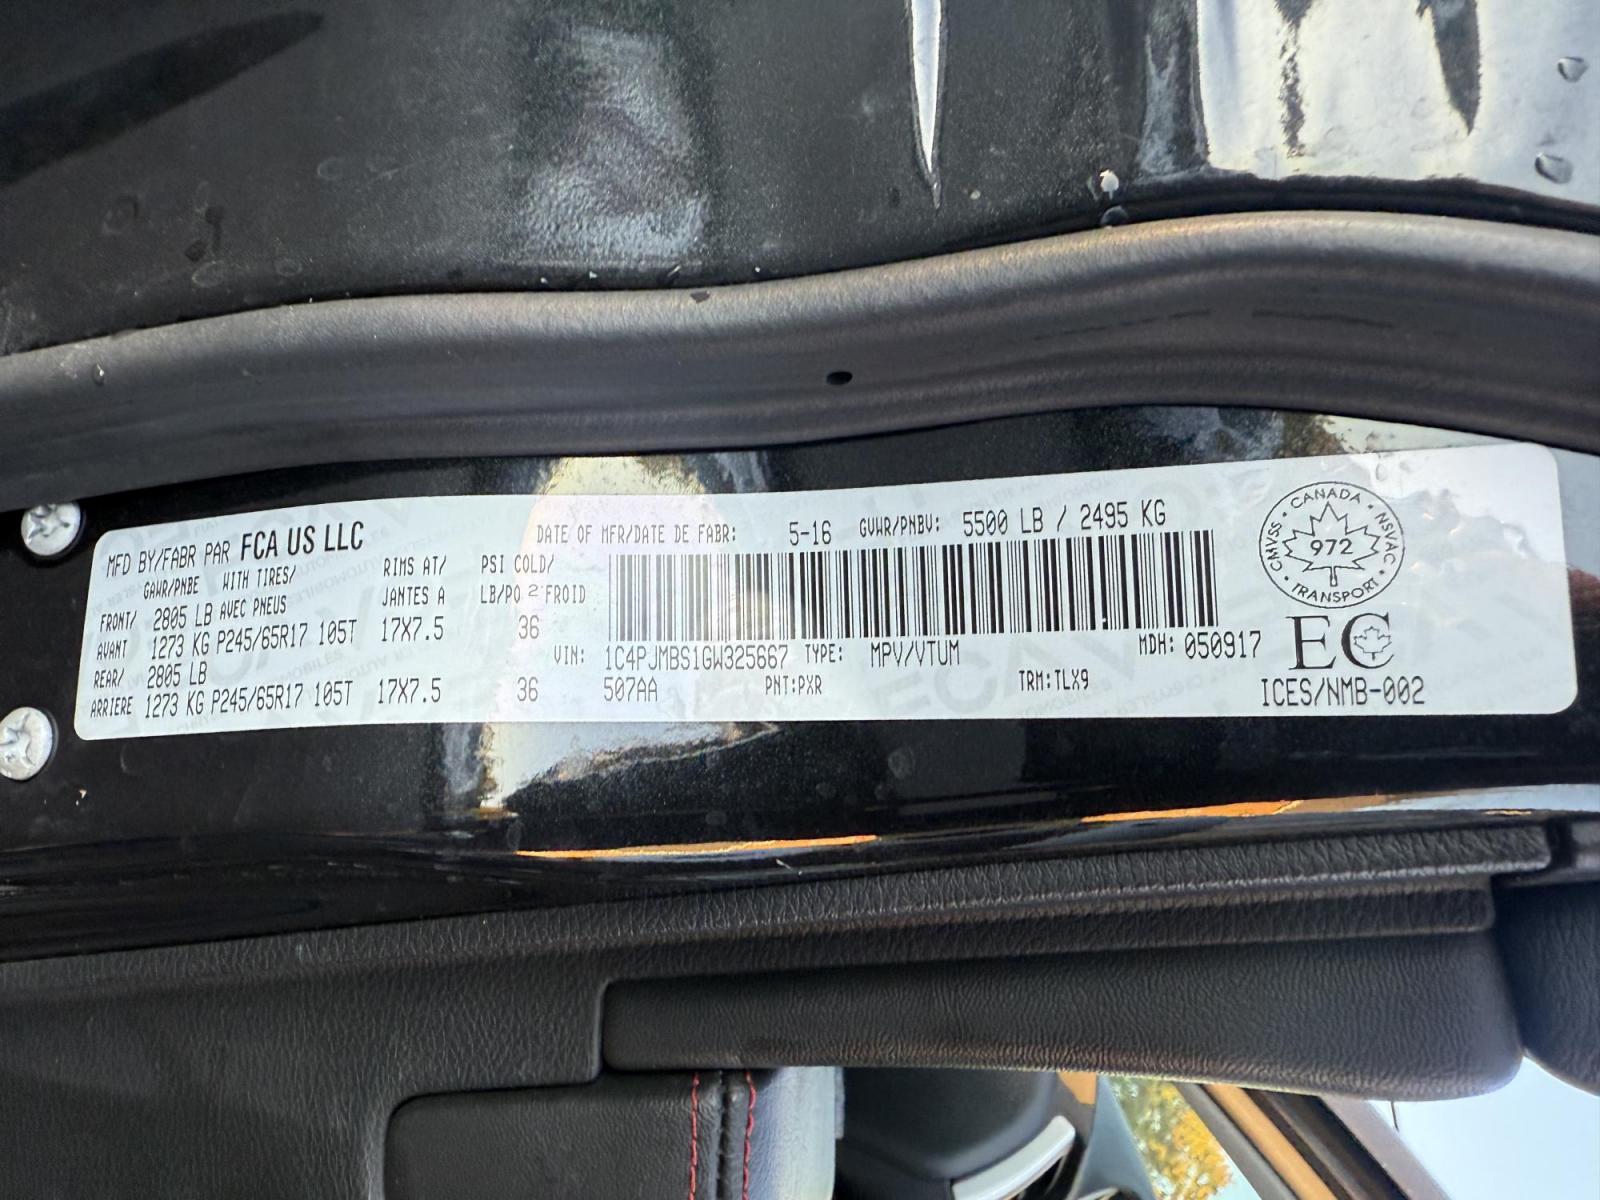 MFD BY/FABR PAR FCA US LLC
DATE OF MFR/DATE DE FABR: 5-16 GVWR/PNBV: 5500 LB / 2495 KG
GAWR/PNBE WITH TIRES/ RIMS AT/ PSI COLD/
FRONT/ 2805 LB AVEC PNEUS JANTES A LB/PO 2 FROID
AVANT 1273 KG P245/65R17 105T 17X7.5 36
REAR/ 2805 LB
ARRIERE 1273 KG P245/65R17 105T 17X7.5 36
VIN: 1C4PJMBS1GW325667 TYPE: MPV/VTUM MDH: 050917
507AA PNT:PXR TRM:TLX9
CANADA
CMVSS NSVAC
972
TRANSPORT
EC
ICES/NMB-002